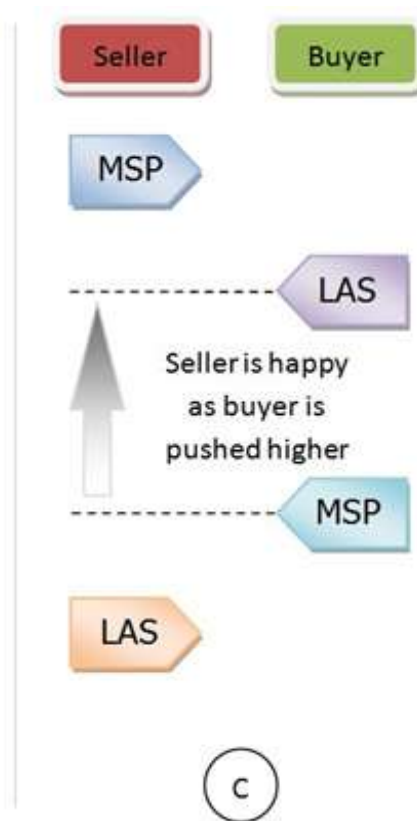 Seller
Buyer
MSP
LAS
Seller is happy
as buyer is
pushed higher
MSP
LAS
C